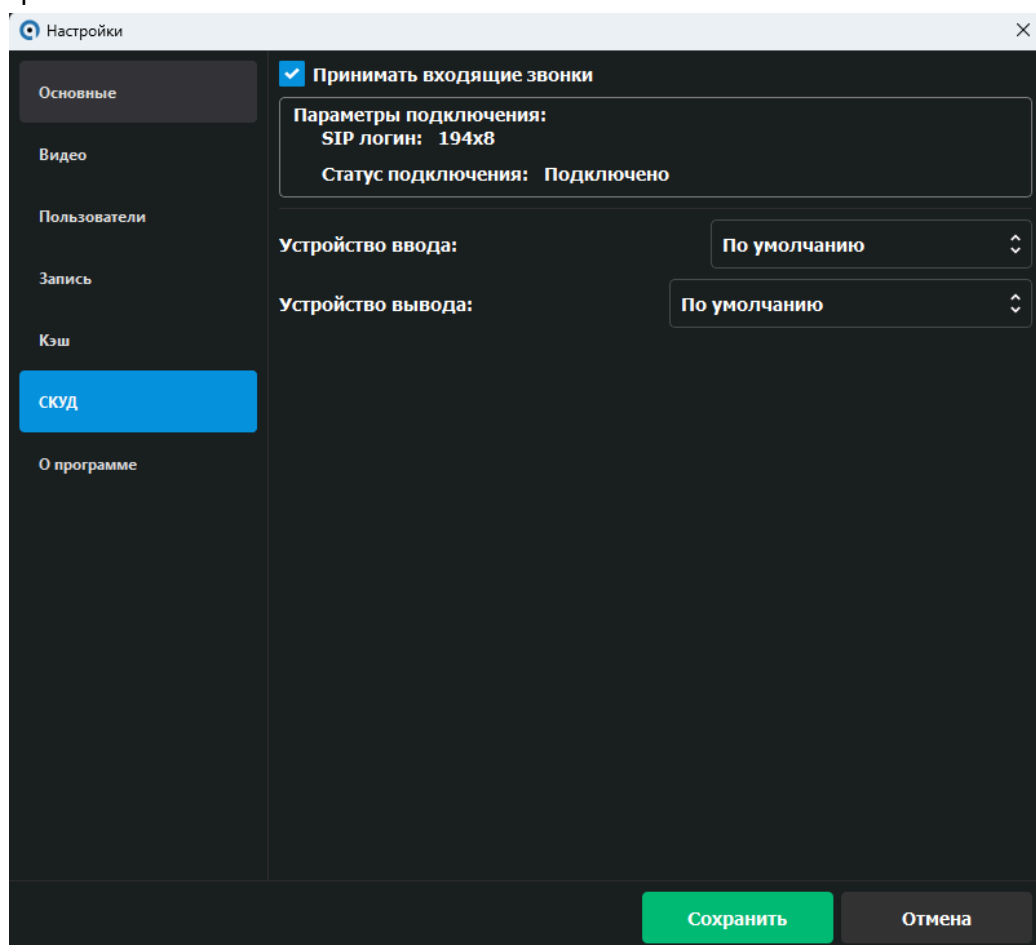 Настройки
Основные
Видео
Пользователи
Запись
Кэш
СКУД
О программе
Принимать входящие звонки
Параметры подключения:
SIP логин: 194x8
Статус подключения: Подключено
Устройство ввода: По умолчанию
Устройство вывода: По умолчанию
Сохранить Отмена